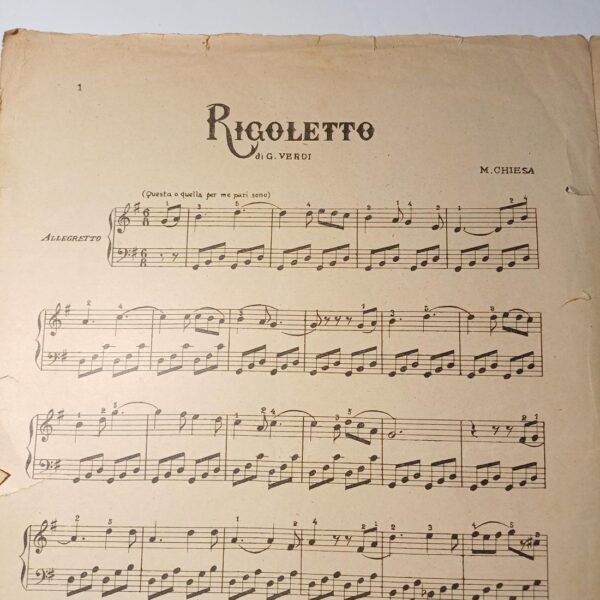 1
RIGOLETTO
di G. VERDI
M. CHIESA
(Questa o quella per me pari sono)
ALLEGRETTO